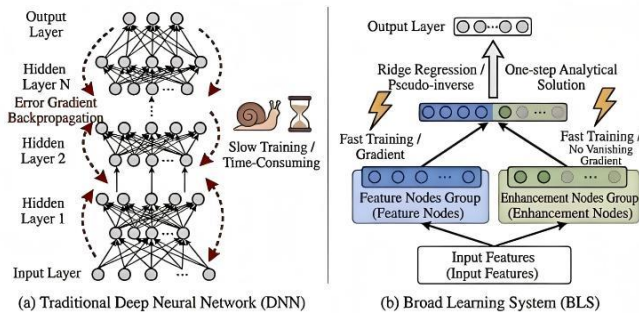 Output
Layer
Hidden
Layer N
Error Gradient
Backpropagation
Hidden
Layer 2
Hidden
Layer 1
Input Layer
Slow Training /
Time-Consuming
(a) Traditional Deep Neural Network (DNN)
Output Layer
Ridge Regression /
Pseudo-inverse
One-step Analytical
Solution
Fast Training /
Gradient
Fast Training /
No Vanishing
Gradient
Feature Nodes Group
(Feature Nodes)
Enhancement Nodes Group
(Enhancement Nodes)
Input Features
(Input Features)
(b) Broad Learning System (BLS)